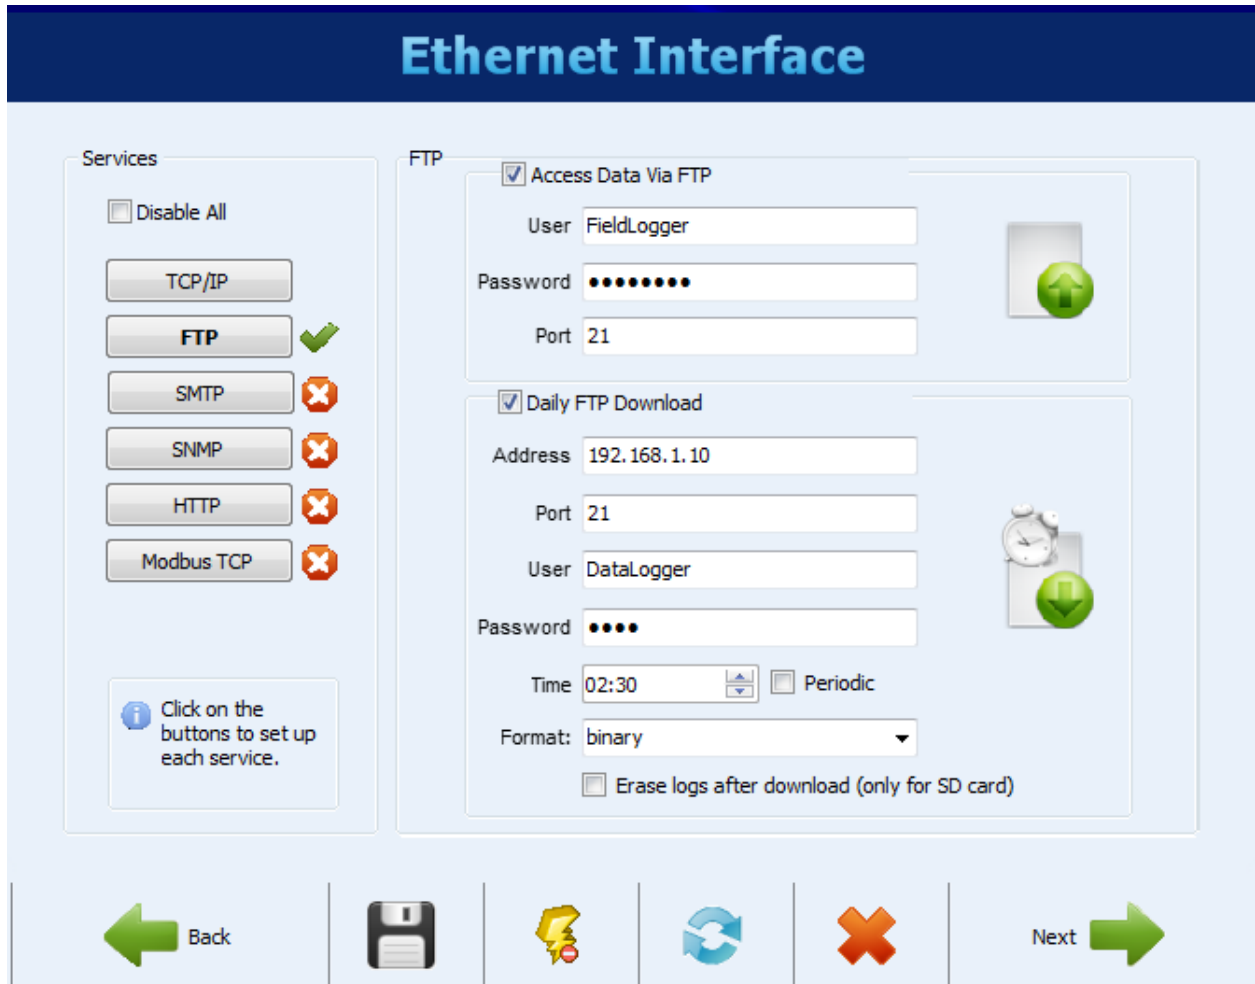 Ethernet Interface
Services
Disable All
TCP/IP
FTP
SMTP
SNMP
HTTP
Modbus TCP
Click on the
buttons to set up
each service.
FTP
Access Data Via FTP
User FieldLogger
Password ●●●●●●●●
Port 21
Daily FTP Download
Address 192.168.1.10
Port 21
User DataLogger
Password ●●●●
Time 02:30 Periodic
Format: binary
Erase logs after download (only for SD card)
Back
Next